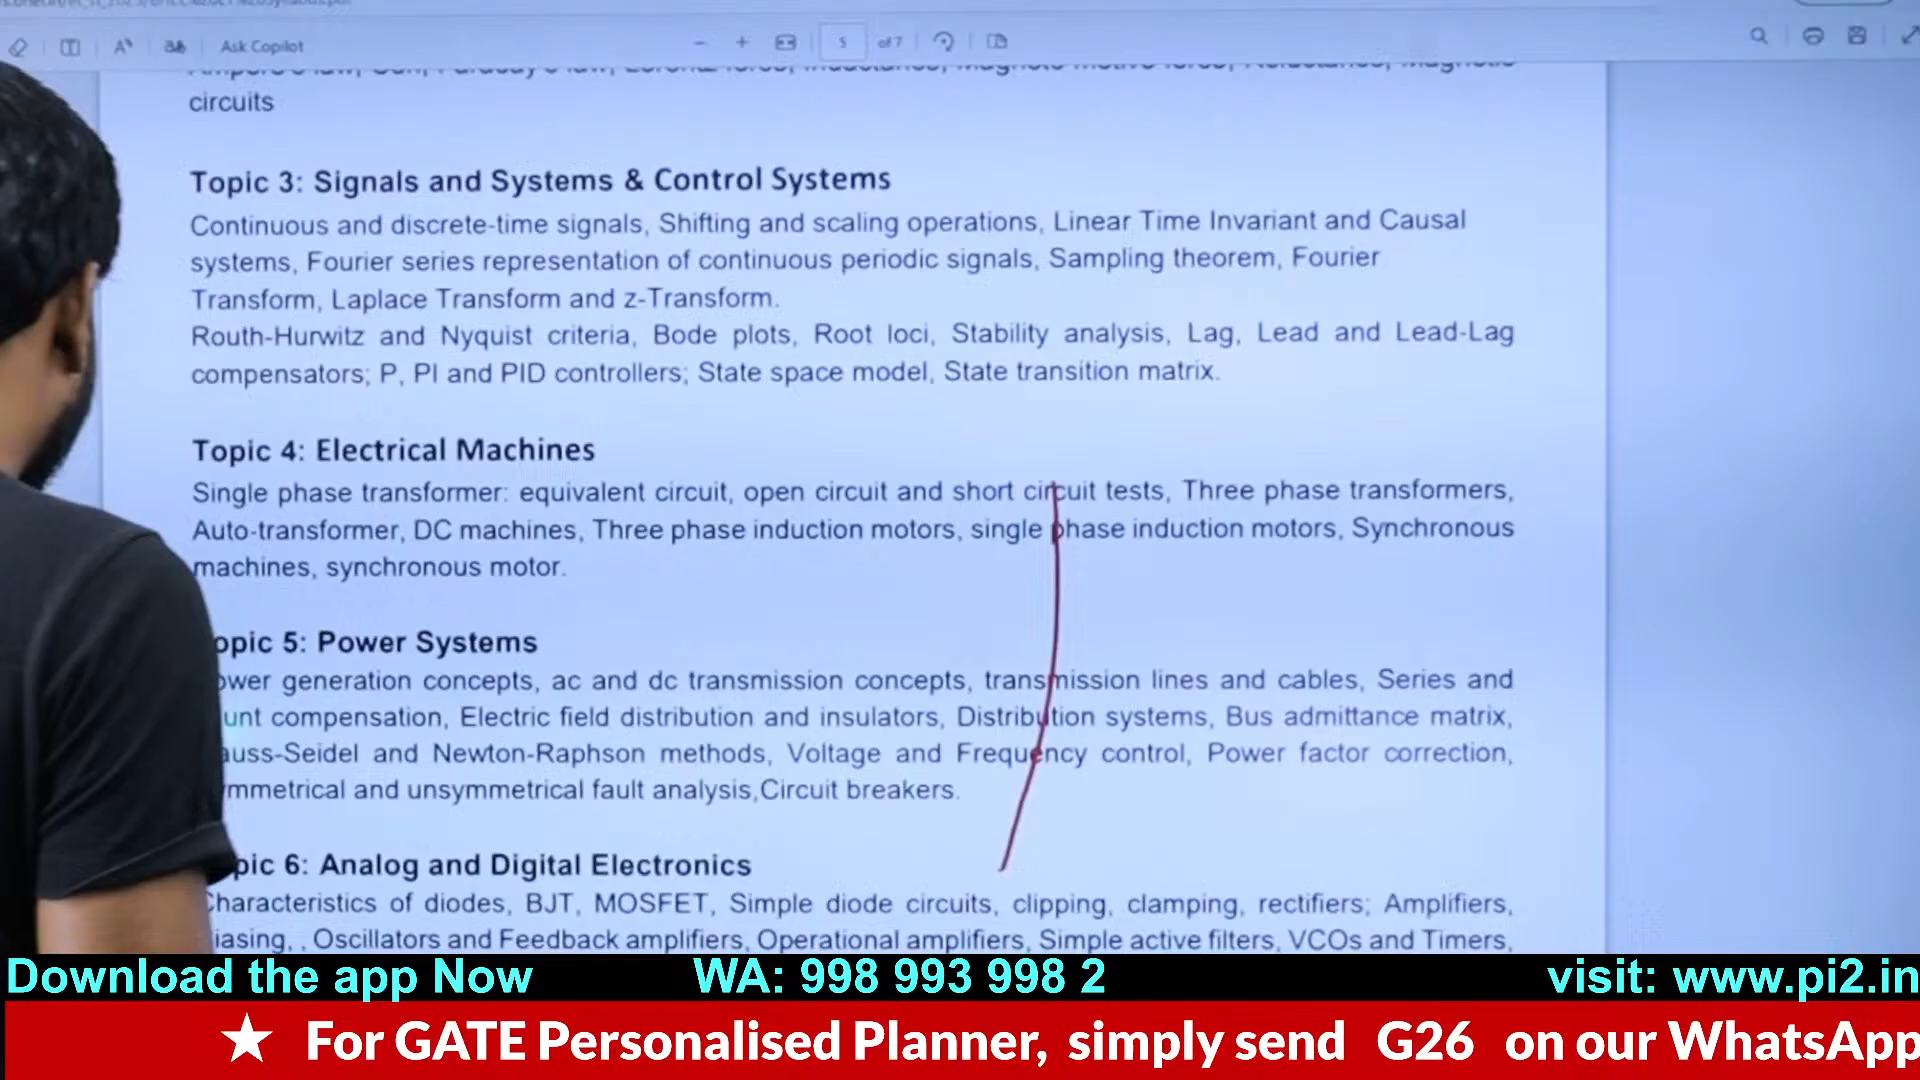 Ask Copilot
5 of 7
circuits
Topic 3: Signals and Systems & Control Systems
Continuous and discrete-time signals, Shifting and scaling operations, Linear Time Invariant and Causal
systems, Fourier series representation of continuous periodic signals, Sampling theorem, Fourier
Transform, Laplace Transform and z-Transform.
Routh-Hurwitz and Nyquist criteria, Bode plots, Root loci, Stability analysis, Lag, Lead and Lead-Lag
compensators; P, PI and PID controllers; State space model, State transition matrix.
Topic 4: Electrical Machines
Single phase transformer: equivalent circuit, open circuit and short circuit tests, Three phase transformers,
Auto-transformer, DC machines, Three phase induction motors, single phase induction motors, Synchronous
machines, synchronous motor.
opic 5: Power Systems
ower generation concepts, ac and dc transmission concepts, transmission lines and cables, Series and
unt compensation, Electric field distribution and insulators, Distribution systems, Bus admittance matrix,
auss-Seidel and Newton-Raphson methods, Voltage and Frequency control, Power factor correction,
mmetrical and unsymmetrical fault analysis,Circuit breakers.
pic 6: Analog and Digital Electronics
Characteristics of diodes, BJT, MOSFET, Simple diode circuits, clipping, clamping, rectifiers; Amplifiers,
iasing, , Oscillators and Feedback amplifiers, Operational amplifiers, Simple active filters, VCOs and Timers,
Download the app Now WA: 998 993 998 2 visit: www.pi2.in
★ For GATE Personalised Planner, simply send G26 on our WhatsApp